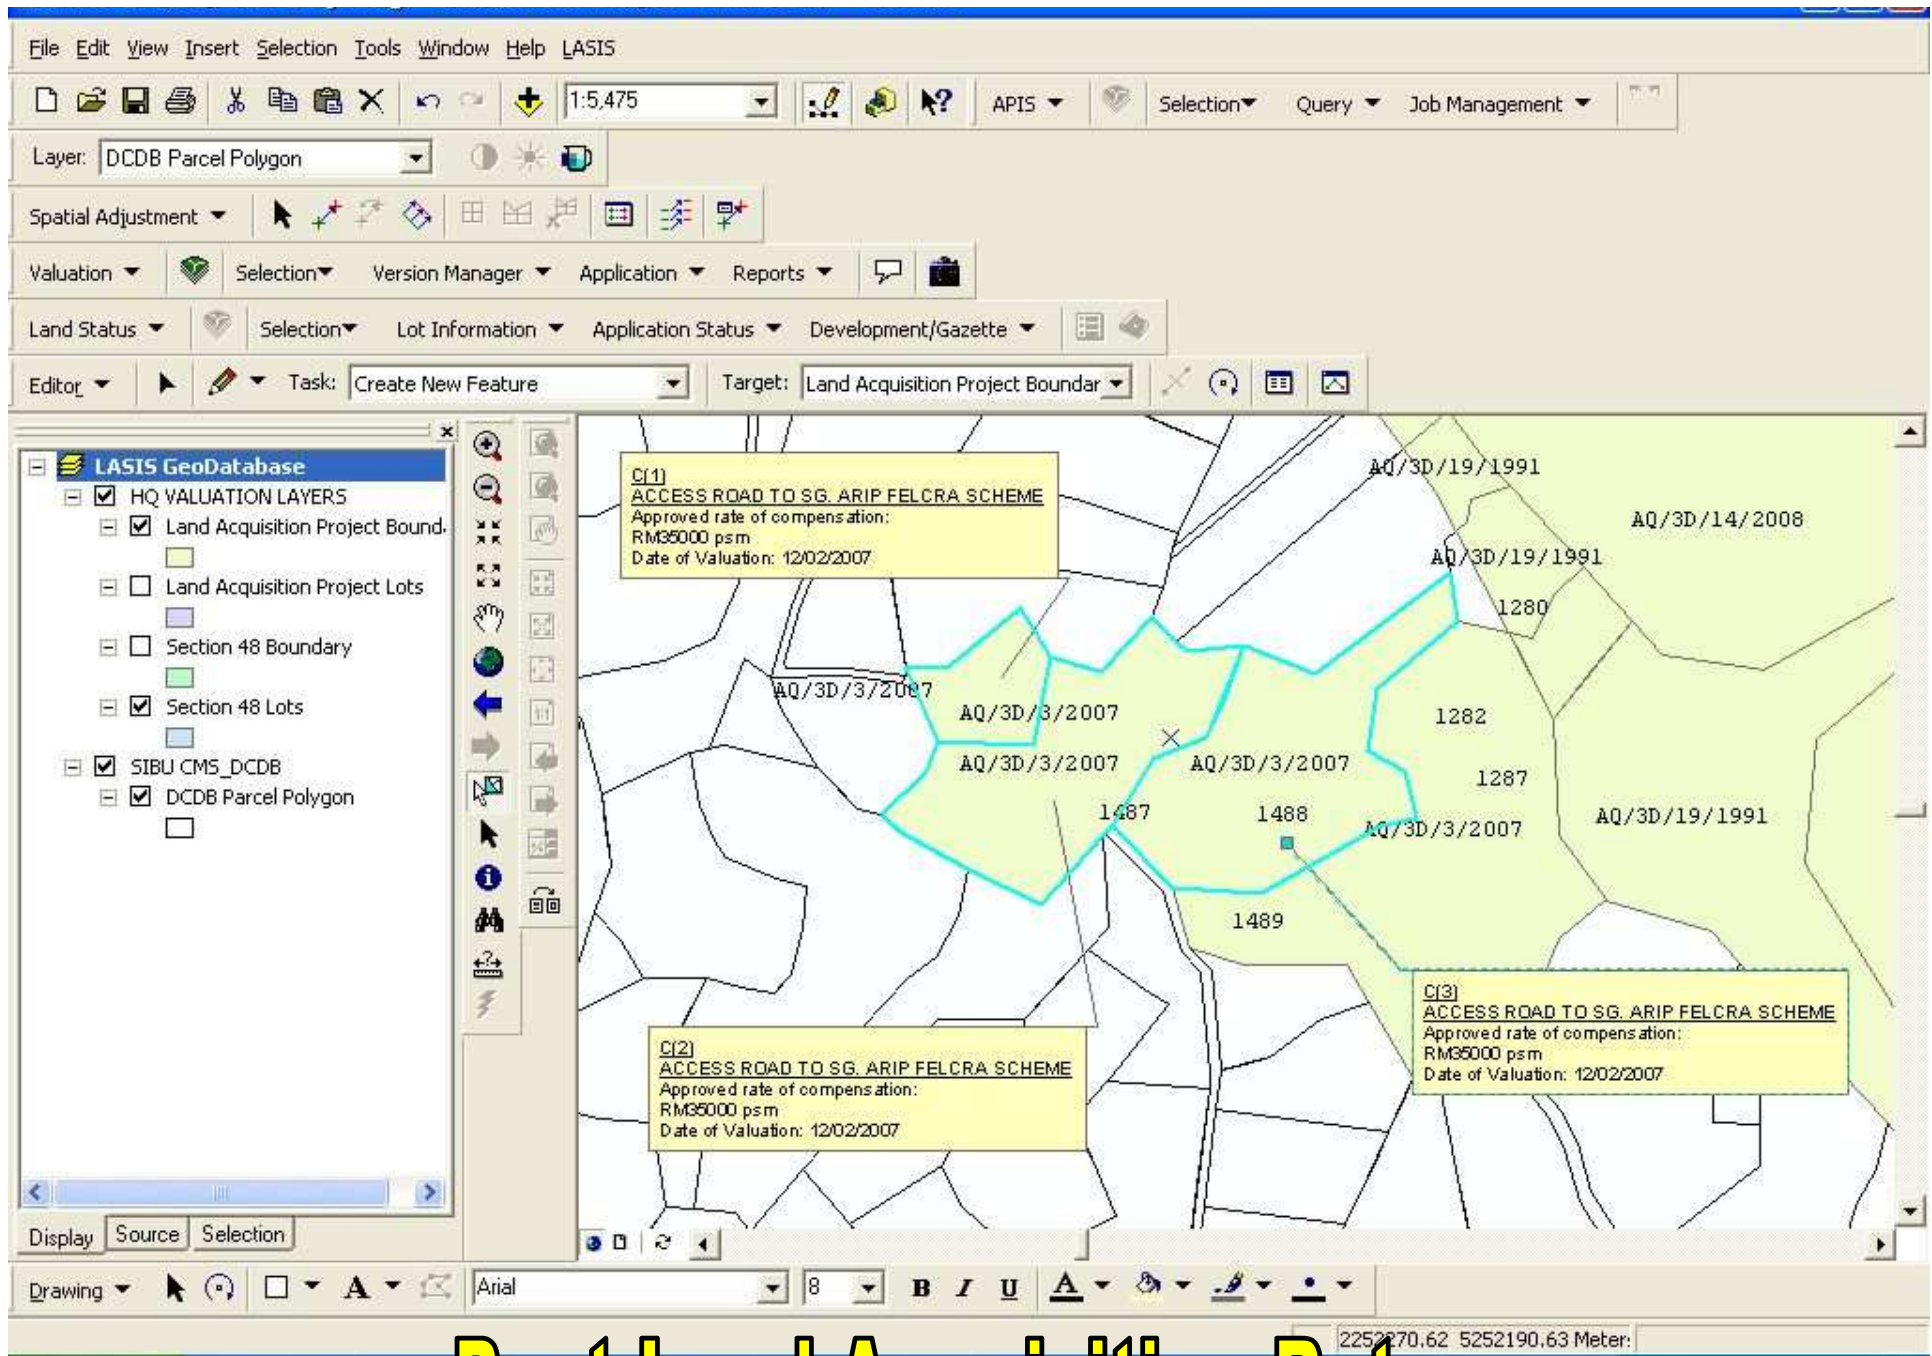 File Edit View Insert Selection Tools Window Help LASIS
1:5,475 APIS Selection Query Job Management
Layer: DCDB Parcel Polygon
Spatial Adjustment
Valuation Selection Version Manager Application Reports
Land Status Selection Lot Information Application Status Development/Gazette
Editor Task: Create New Feature Target: Land Acquisition Project Boundar
LASIS GeoDatabase
HQ VALUATION LAYERS
Land Acquisition Project Bound
Land Acquisition Project Lots
Section 48 Boundary
Section 48 Lots
SIBU CMS_DCDB
DCDB Parcel Polygon
Display Source Selection
1:1
C(1)
ACCESS ROAD TO SG. ARIP FELCRA SCHEME
Approved rate of compensation:
RM35000 psm
Date of Valuation: 12/02/2007
AQ/3D/19/1991
AQ/3D/14/2008
AQ/3D/19/1991
1280
AQ/3D/3/2007
AQ/3D/3/2007
1282
AQ/3D/3/2007
AQ/3D/3/2007
1287
1487
1488
AQ/3D/3/2007
AQ/3D/19/1991
1489
C(3)
ACCESS ROAD TO SG. ARIP FELCRA SCHEME
Approved rate of compensation:
RM35000 psm
Date of Valuation: 12/02/2007
C(2)
ACCESS ROAD TO SG. ARIP FELCRA SCHEME
Approved rate of compensation:
RM35000 psm
Date of Valuation: 12/02/2007
Drawing A Arial 8 B I U A
2252270.62 5252190.63 Meter:
Land Acquisition